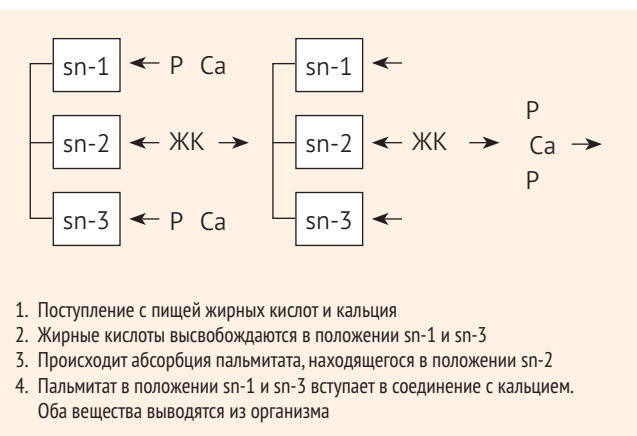 sn-1 P Ca sn-1
P
sn-2 ЖК sn-2 ЖК Ca
P
sn-3 P Ca sn-3
1. Поступление с пищей жирных кислот и кальция
2. Жирные кислоты высвобождаются в положении sn-1 и sn-3
3. Происходит абсорбция пальмитата, находящегося в положении sn-2
4. Пальмитат в положении sn-1 и sn-3 вступает в соединение с кальцием.
Оба вещества выводятся из организма